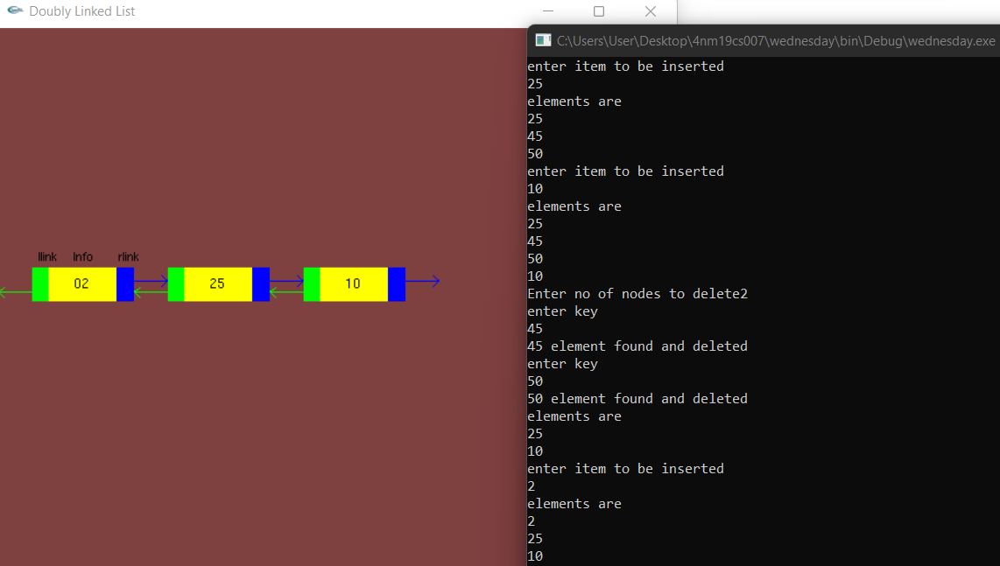 Doubly Linked List
llink Info rlink
02 25 10
C:\Users\User\Desktop\4nm19cs007\wednesday\bin\Debug\wednesday.exe
enter item to be inserted
25
elements are
25
45
50
enter item to be inserted
10
elements are
25
45
50
10
Enter no of nodes to delete2
enter key
45
45 element found and deleted
enter key
50
50 element found and deleted
elements are
25
10
enter item to be inserted
2
elements are
2
25
10